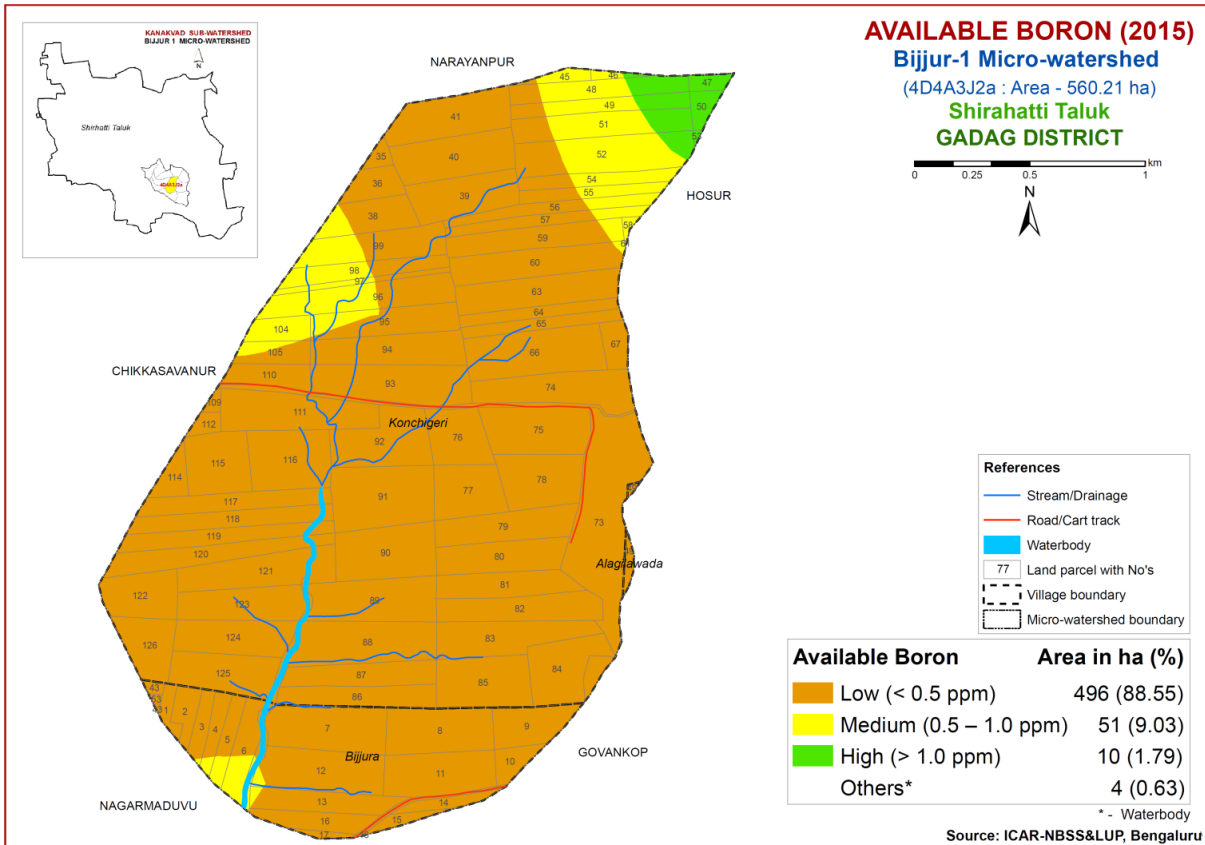 KANAKVAD SUB-WATERSHED
BIJJUR 1 MICRO-WATERSHED
N
Shirhatti Taluk
4D4A3J2a
AVAILABLE BORON (2015)
Bijjur-1 Micro-watershed
(4D4A3J2a : Area - 560.21 ha)
Shirahatti Taluk
GADAG DISTRICT
km
0 0.25 0.5 1
N
NARAYANPUR
HOSUR
CHIKKASAVANUR
NAGARMADUVU
GOVANKOP
Konchigeri
Alagilawada
Bijjura
45 46 47
48
49 50
41 51
53
35 40 52
36 54
39 55
38 56
57 58
99 59 61
98 60
97
96 63
95 64
104 65
105 94 66 67
110 93 74
109
112 111 92 76 75
114 115 116 77 78
117 91
118 79 73
119
120 90 80
121 81
122 123 89 82
126 124 88 83
125 87 85 84
43 86
53
43 1 2 3 4 5 6 7 8 9
12 11 10
13 14
16 15
17 18
References
Stream/Drainage
Road/Cart track
Waterbody
77 Land parcel with No's
Village boundary
Micro-watershed boundary
Available Boron Area in ha (%)
Low (< 0.5 ppm) 496 (88.55)
Medium (0.5 – 1.0 ppm) 51 (9.03)
High (> 1.0 ppm) 10 (1.79)
Others* 4 (0.63)
* - Waterbody
Source: ICAR-NBSS&LUP, Bengaluru